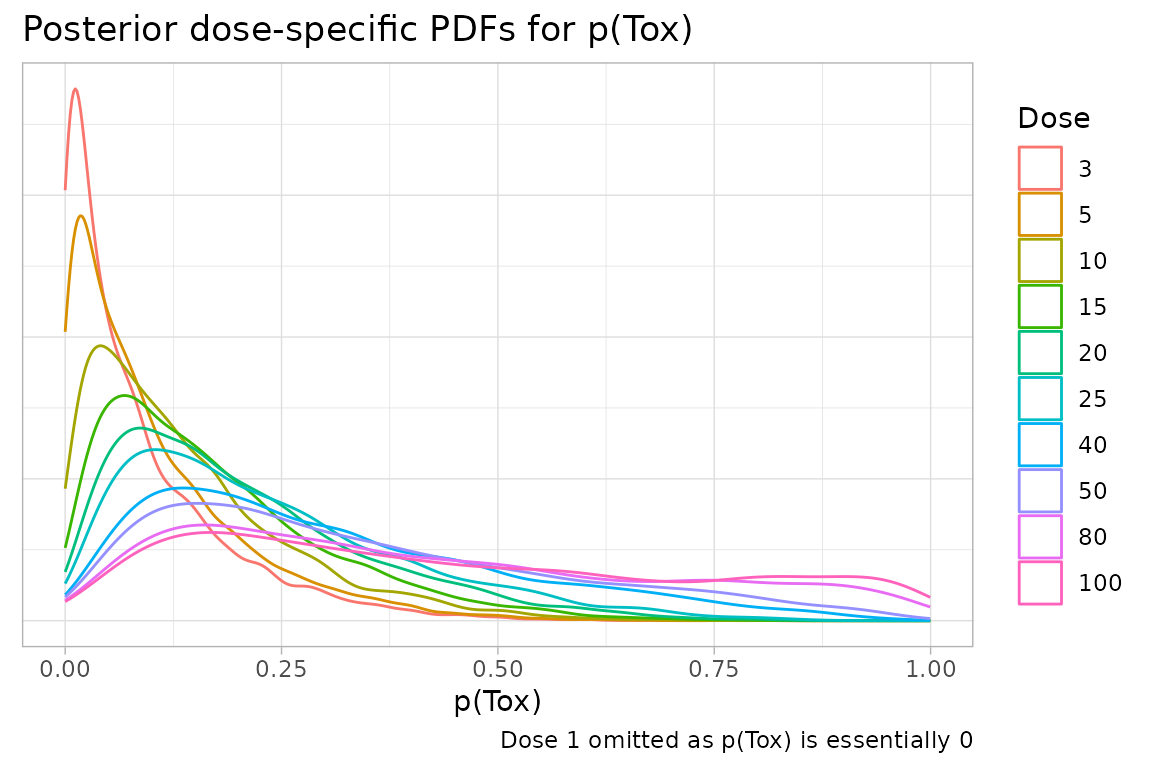 Posterior dose-specific PDFs for p(Tox)
Dose
3
5
10
15
20
25
40
50
80
100
0.00 0.25 0.50 0.75 1.00
p(Tox)
Dose 1 omitted as p(Tox) is essentially 0